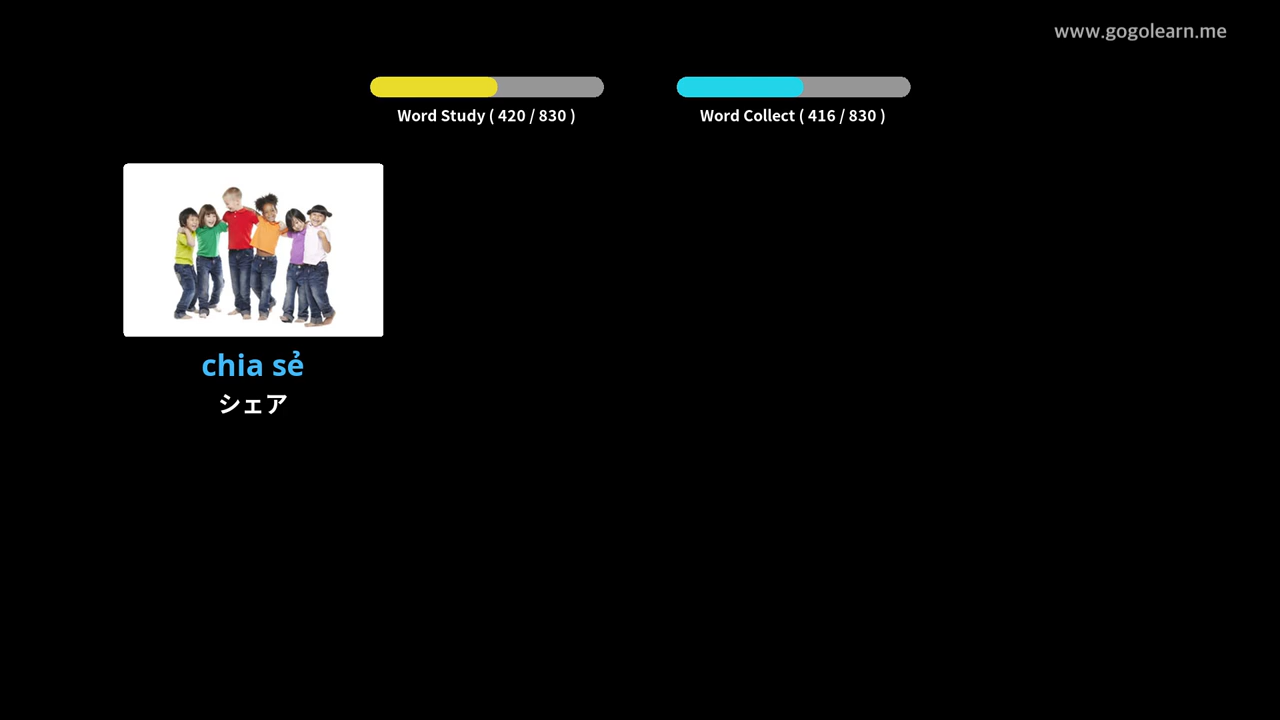 www.gogolearn.me
Word Study ( 420 / 830 )
Word Collect ( 416 / 830 )
chia sẻ
シェア